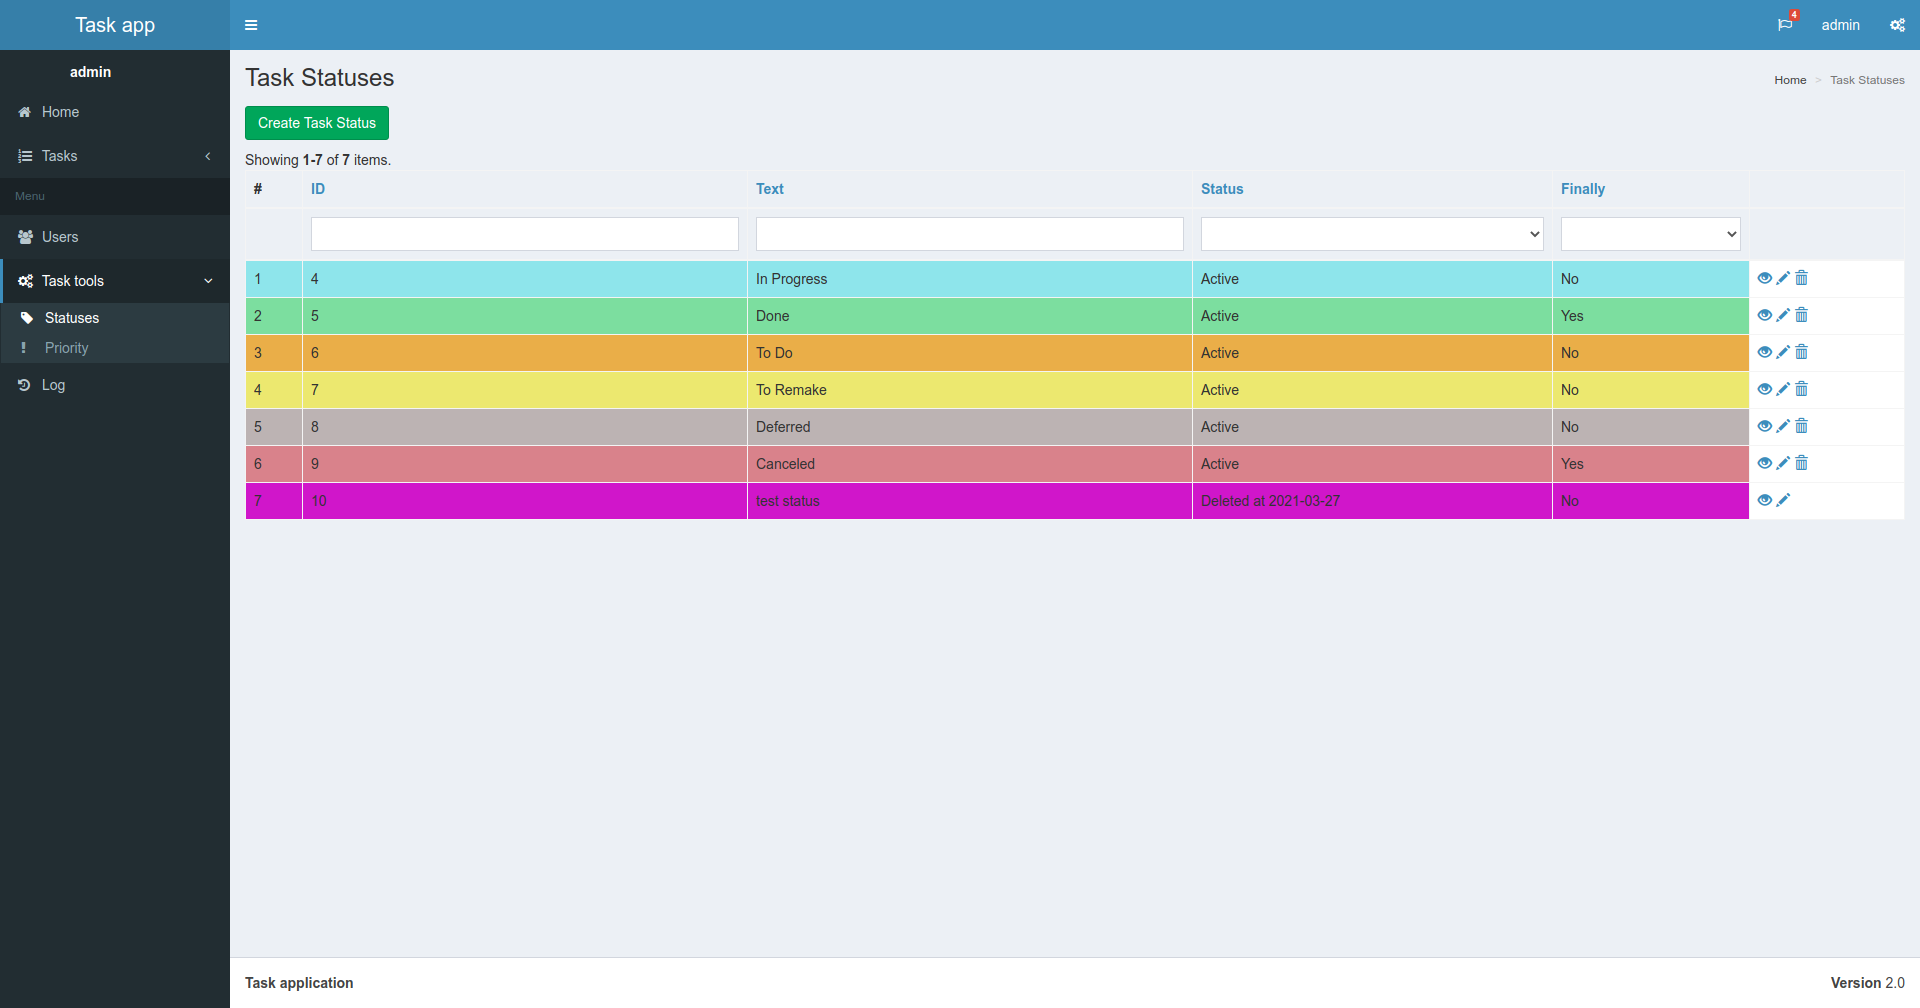 Task app
4
admin
admin
Home
Tasks
Menu
Users
Task tools
Statuses
Priority
Log
Task Statuses
Home > Task Statuses
Create Task Status
Showing 1-7 of 7 items.
# ID Text Status Finally
1 4 In Progress Active No
2 5 Done Active Yes
3 6 To Do Active No
4 7 To Remake Active No
5 8 Deferred Active No
6 9 Canceled Active Yes
7 10 test status Deleted at 2021-03-27 No
Task application
Version 2.0